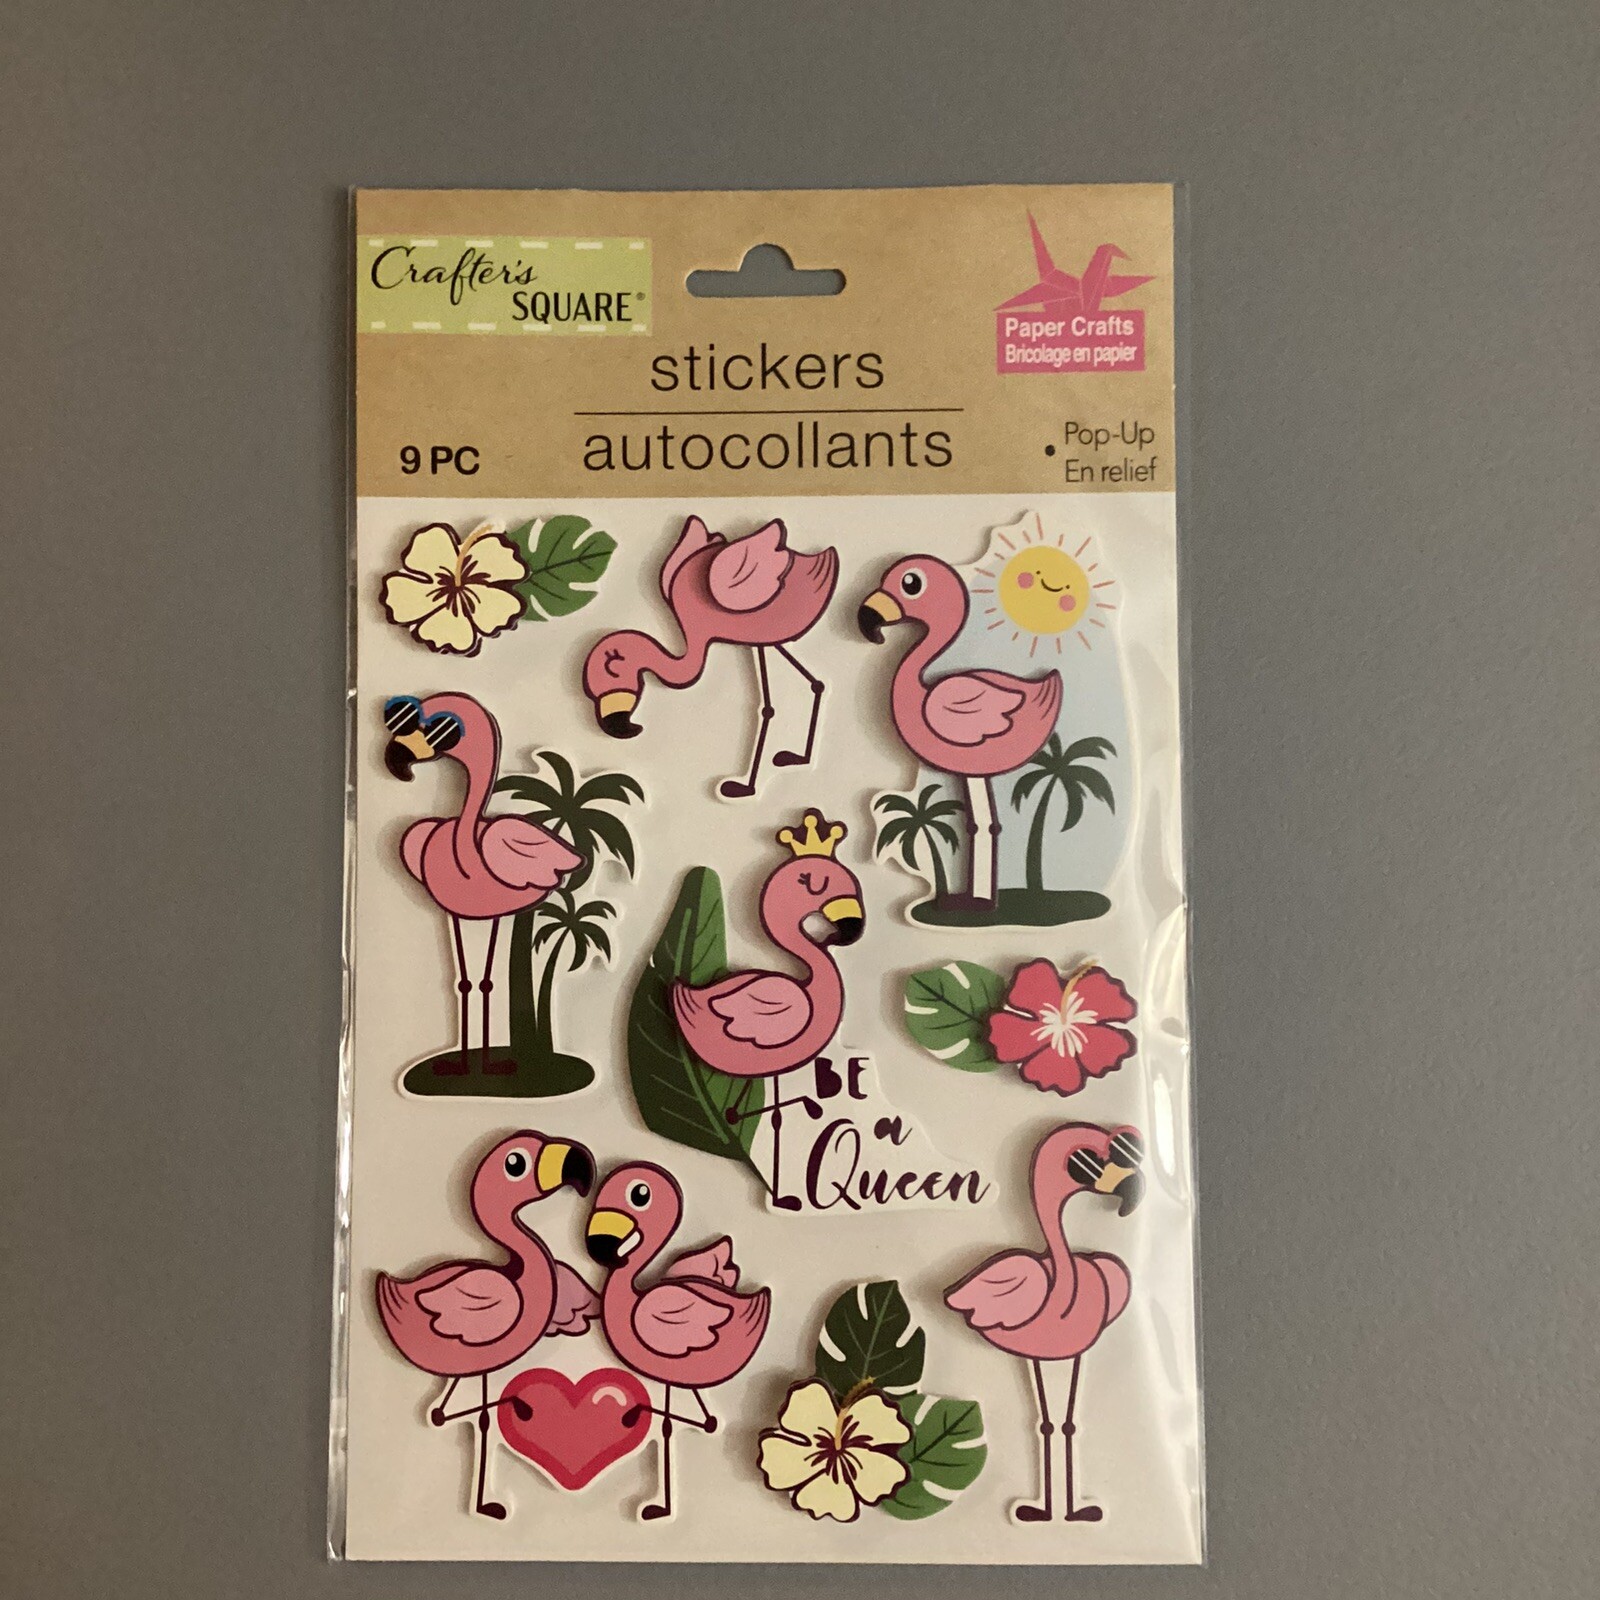 Crafter's
SQUARE®
Paper Crafts
Bricolage en papier
stickers
autocollants
9 PC
• Pop-Up
En relief
BE
a
Queen